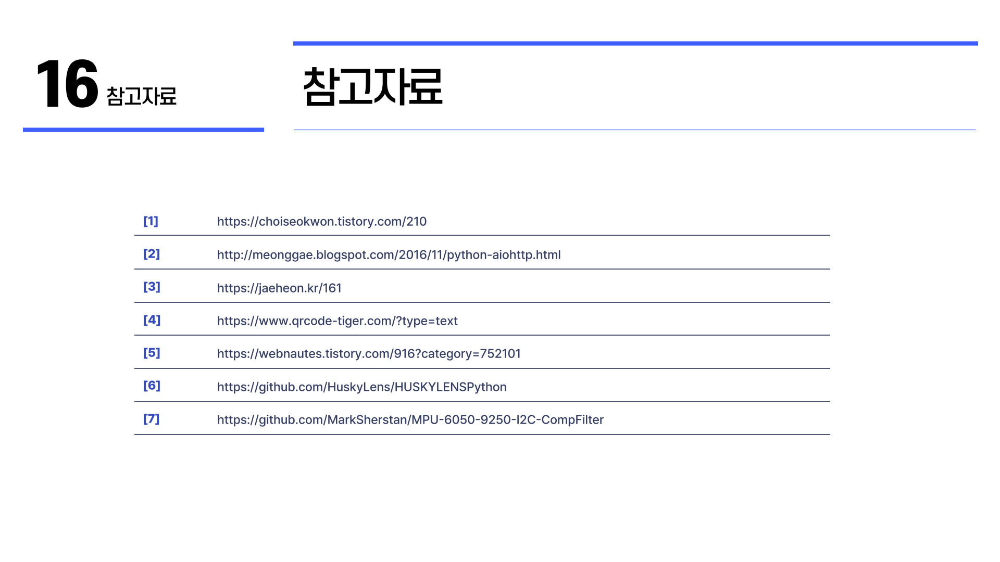 16 참고자료
참고자료
[1] https://choiseokwon.tistory.com/210
[2] http://meonggae.blogspot.com/2016/11/python-aiohttp.html
[3] https://jaeheon.kr/161
[4] https://www.qrcode-tiger.com/?type=text
[5] https://webnautes.tistory.com/916?category=752101
[6] https://github.com/HuskyLens/HUSKYLENSPython
[7] https://github.com/MarkSherstan/MPU-6050-9250-I2C-CompFilter